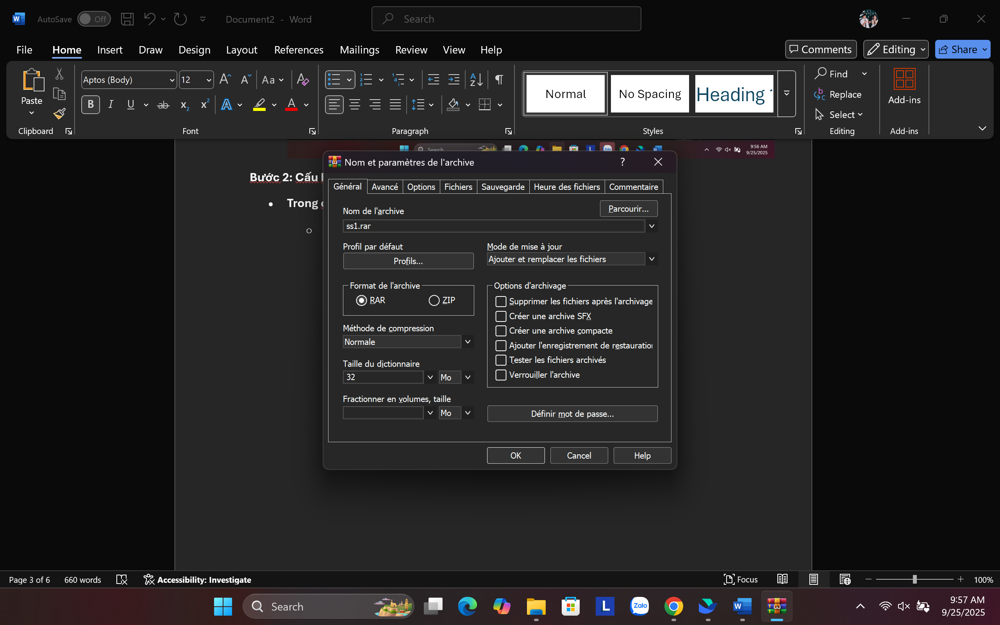 AutoSave Off Document2 - Word Search
File Home Insert Draw Design Layout References Mailings Review View Help Comments Editing Share
Paste
Clipboard
Aptos (Body) 12 Aa
B I U ab x2 x2 A A
Font
Paragraph
Normal No Spacing Heading
Styles
Find
Replace
Select
Editing
Add-ins
Add-ins
Search Zalo 9:56 AM
9/25/2025
Nom et paramètres de l'archive ?
Bước 2: Cấu
Trong
Général Avancé Options Fichiers Sauvegarde Heure des fichiers Commentaire
Nom de l'archive Parcourir...
ss1.rar
Profil par défaut Mode de mise à jour
Profils... Ajouter et remplacer les fichiers
Format de l'archive Options d'archivage
RAR ZIP Supprimer les fichiers après l'archivage
Créer une archive SFX
Méthode de compression Créer une archive compacte
Normale Ajouter l'enregistrement de restauration
Taille du dictionnaire Tester les fichiers archivés
32 Mo Verrouiller l'archive
Fractionner en volumes, taille
Mo Définir mot de passe...
OK Cancel Help
Page 3 of 6 660 words Accessibility: Investigate Focus 100%
Search L Zalo W 9:57 AM
9/25/2025